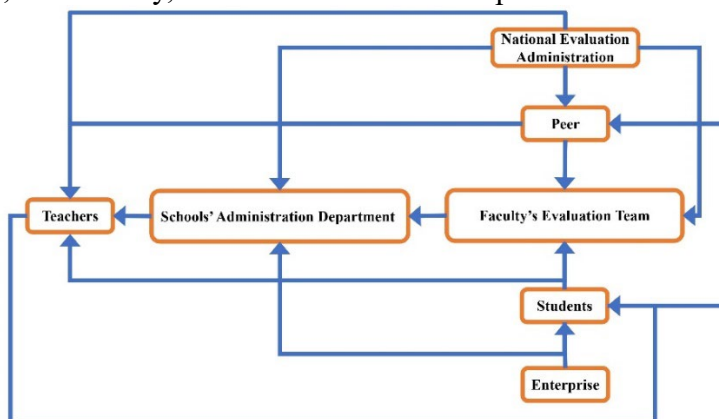 National Evaluation
Administration
Peer
Teachers
Schools’ Administration Department
Faculty’s Evaluation Team
Students
Enterprise